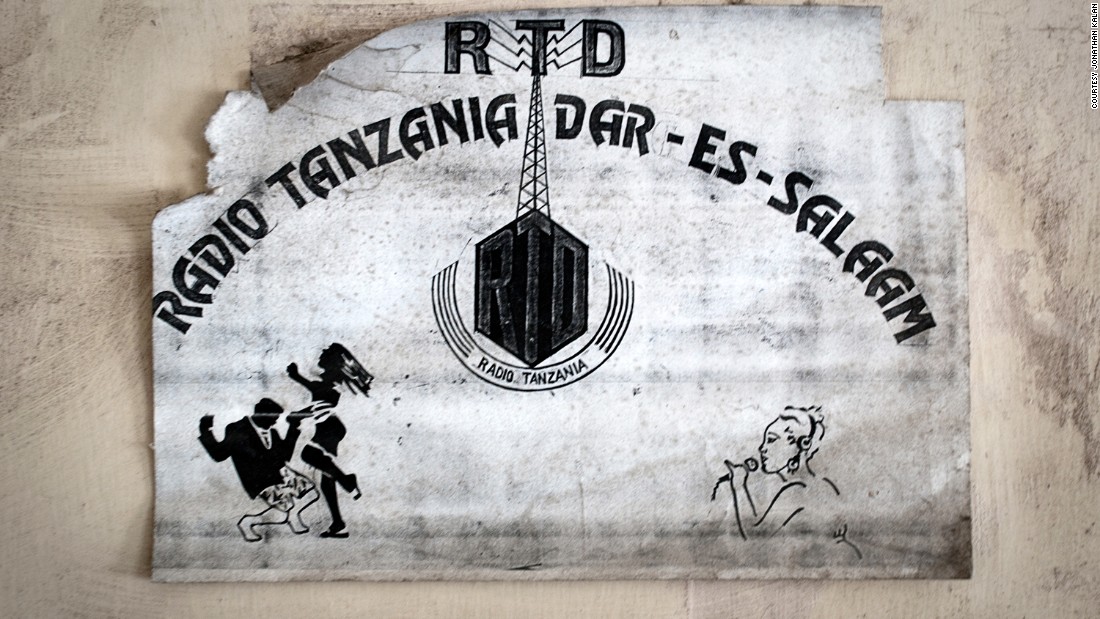 RTD
RADIO TANZANIA DAR-ES-SALAAM
RTD
RADIO TANZANIA
COURTESY JONATHAN KALAN